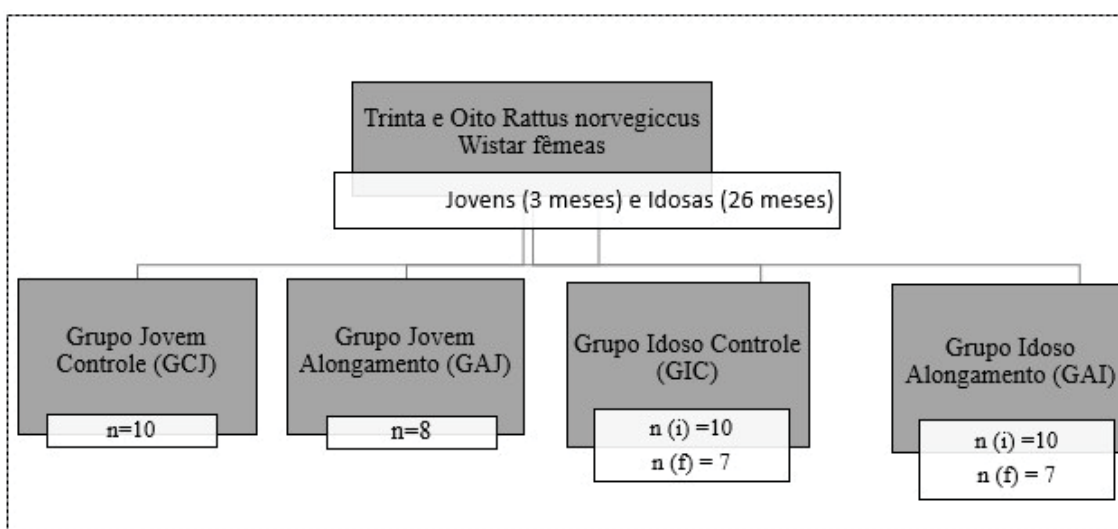 Trinta e Oito Rattus norvegiccus
Wistar fêmeas
Jovens (3 meses) e Idosas (26 meses)
Grupo Jovem
Controle (GCJ)
n=10
Grupo Jovem
Alongamento (GAJ)
n=8
Grupo Idoso Controle
(GIC)
n (i) =10
n (f) = 7
Grupo Idoso
Alongamento (GAI)
n (i) =10
n (f) = 7